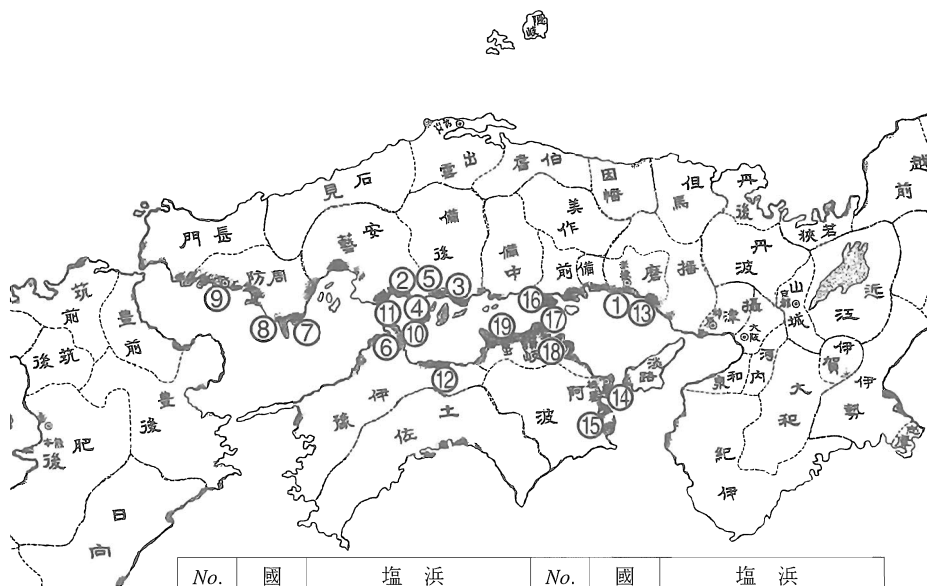 隠岐
出雲
伯耆
因幡
但馬
丹後
越前
石見
美作
若狭
丹波
備後
備中
備前
播磨
安藝
長門
周防
攝津
大阪
山城
近江
筑前
豊前
筑後
豊後
肥後
日向
伊豫
土佐
阿波
淡路
河内
和泉
大和
伊賀
伊勢
紀伊
②
⑤
③
⑨
⑪
④
⑯
①
⑬
⑧
⑦
⑥
⑩
⑲
⑰
⑱
⑫
⑭
⑮
No. 國 塩浜 No. 國 塩浜